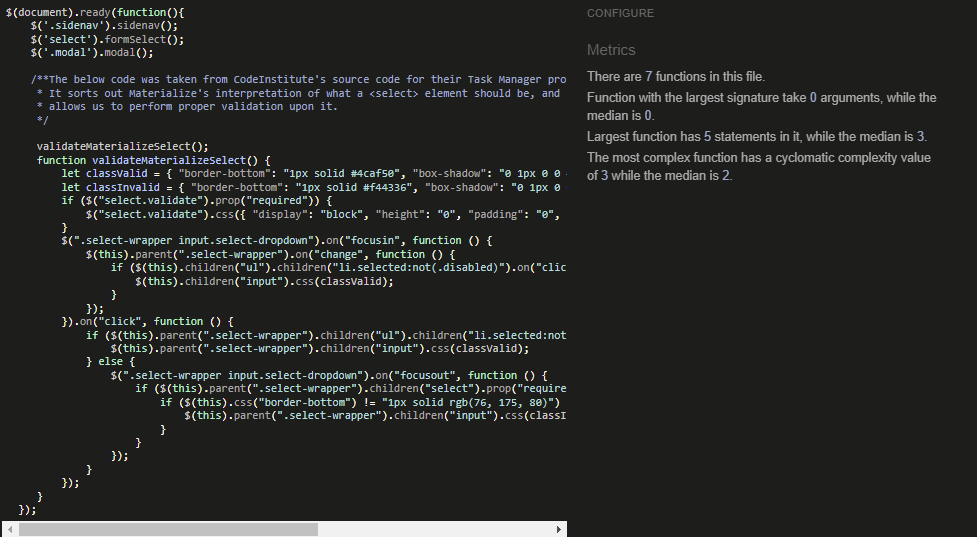 $(document).ready(function(){
$('.sidenav').sidenav();
$('select').formSelect();
$('.modal').modal();
/**The below code was taken from CodeInstitute's source code for their Task Manager pro
* It sorts out Materialize's interpretation of what a <select> element should be, and
* allows us to perform proper validation upon it.
*/
validateMaterializeSelect();
function validateMaterializeSelect() {
let classValid = { "border-bottom": "1px solid #4caf50", "box-shadow": "0 1px 0 0
let classInvalid = { "border-bottom": "1px solid #f44336", "box-shadow": "0 1px 0
if ($("select.validate").prop("required")) {
$("select.validate").css({ "display": "block", "height": "0", "padding": "0",
}
$(".select-wrapper input.select-dropdown").on("focusin", function () {
$(this).parent(".select-wrapper").on("change", function () {
if ($(this).children("ul").children("li.selected:not(.disabled)").on("clic
$(this).children("input").css(classValid);
}
});
}).on("click", function () {
if ($(this).parent(".select-wrapper").children("ul").children("li.selected:not
$(this).parent(".select-wrapper").children("input").css(classValid);
} else {
$(".select-wrapper input.select-dropdown").on("focusout", function () {
if ($(this).parent(".select-wrapper").children("select").prop("require
if ($(this).css("border-bottom") != "1px solid rgb(76, 175, 80)")
$(this).parent(".select-wrapper").children("input").css(classI
}
}
});
}
});
}
});
CONFIGURE
Metrics
There are 7 functions in this file.
Function with the largest signature take 0 arguments, while the
median is 0.
Largest function has 5 statements in it, while the median is 3.
The most complex function has a cyclomatic complexity value
of 3 while the median is 2.